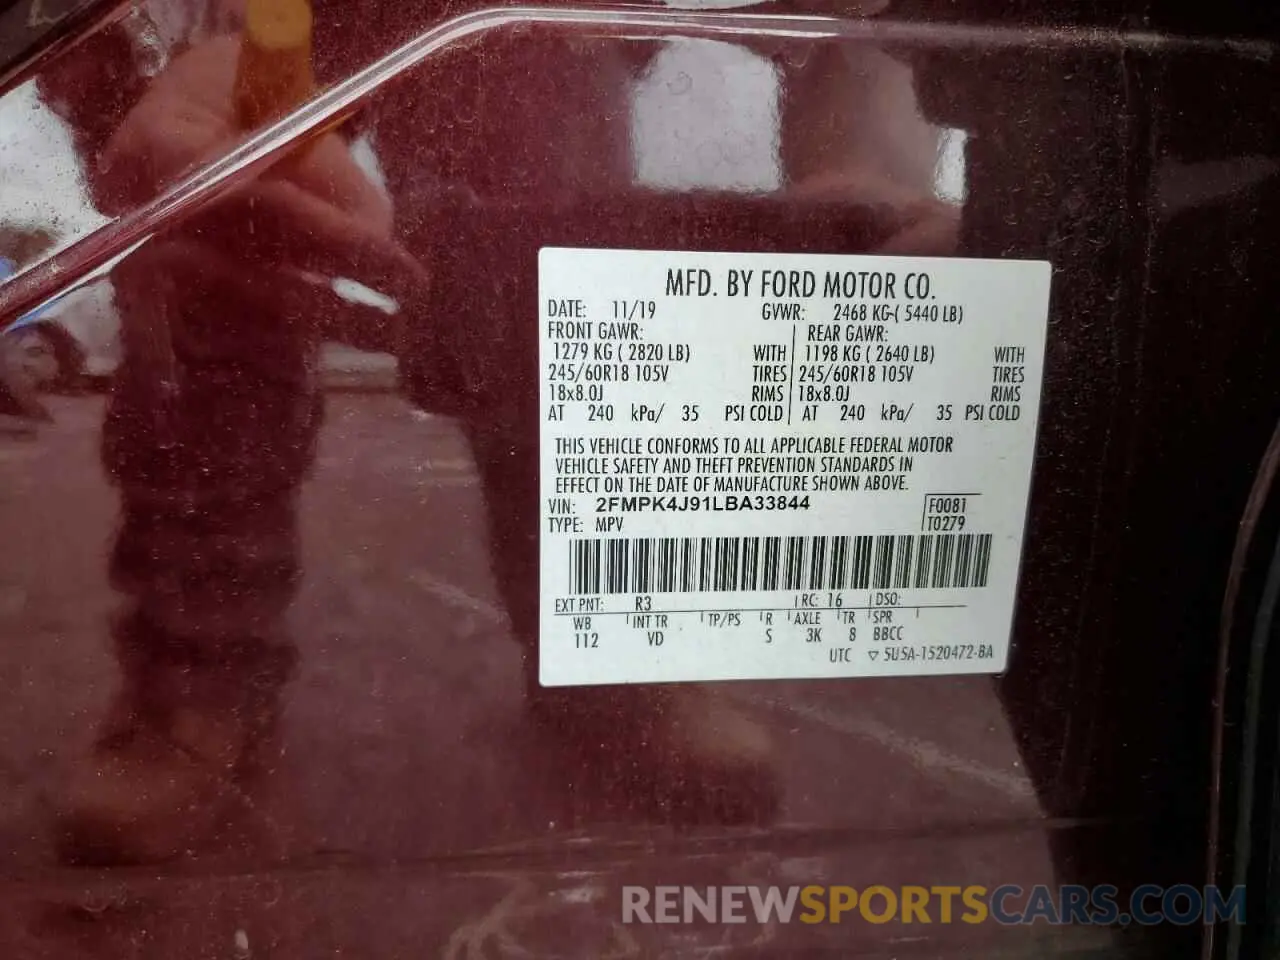 MFD. BY FORD MOTOR CO.
DATE: 11/19 GVWR: 2468 KG-( 5440 LB)
FRONT GAWR: REAR GAWR:
1279 KG ( 2820 LB) WITH 1198 KG ( 2640 LB) WITH
245/60R18 105V TIRES 245/60R18 105V TIRES
18x8.0J RIMS 18x8.0J RIMS
AT 240 kPa/ 35 PSI COLD AT 240 kPa/ 35 PSI COLD
THIS VEHICLE CONFORMS TO ALL APPLICABLE FEDERAL MOTOR
VEHICLE SAFETY AND THEFT PREVENTION STANDARDS IN
EFFECT ON THE DATE OF MANUFACTURE SHOWN ABOVE.
VIN: 2FMPK4J91LBA33844 F0081
TYPE: MPV T0279
EXT PNT: R3 RC: 16 DSO:
WB INT TR TP/PS R AXLE TR SPR
112 VD S 3K 8 BBCC
UTC ▽ 5U5A-1520472-BA
RENEWSPORTSCARS.COM